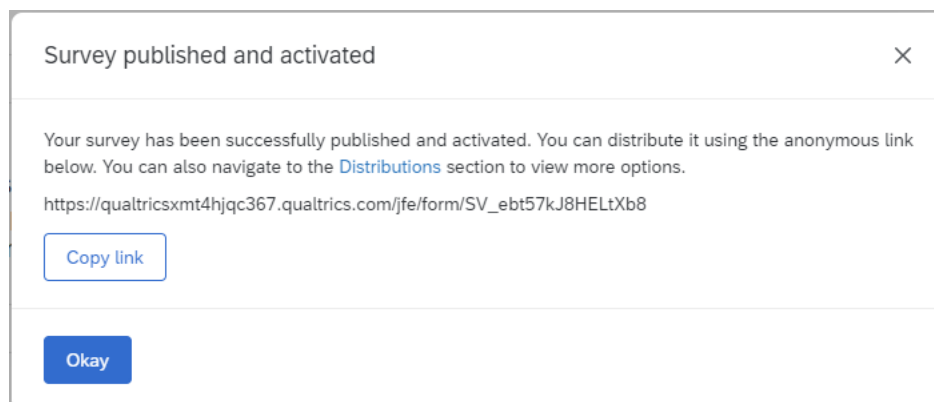 Survey published and activated
Your survey has been successfully published and activated. You can distribute it using the anonymous link
below. You can also navigate to the Distributions section to view more options.
https://qualtricsxmt4hjqc367.qualtrics.com/jfe/form/SV_ebt57kJ8HELtXb8
Copy link
Okay